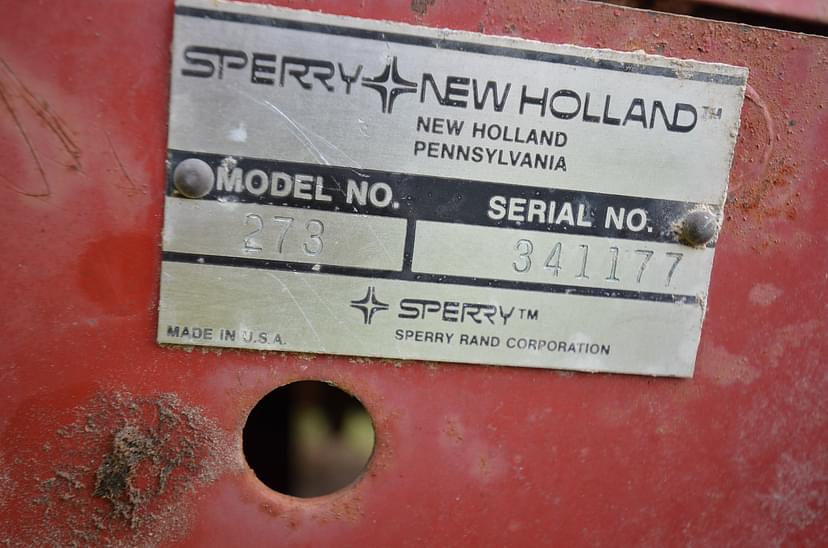 SPERRY NEW HOLLAND™
NEW HOLLAND
PENNSYLVANIA
MODEL NO. SERIAL NO.
273 341177
SPERRY™
MADE IN U.S.A. SPERRY RAND CORPORATION